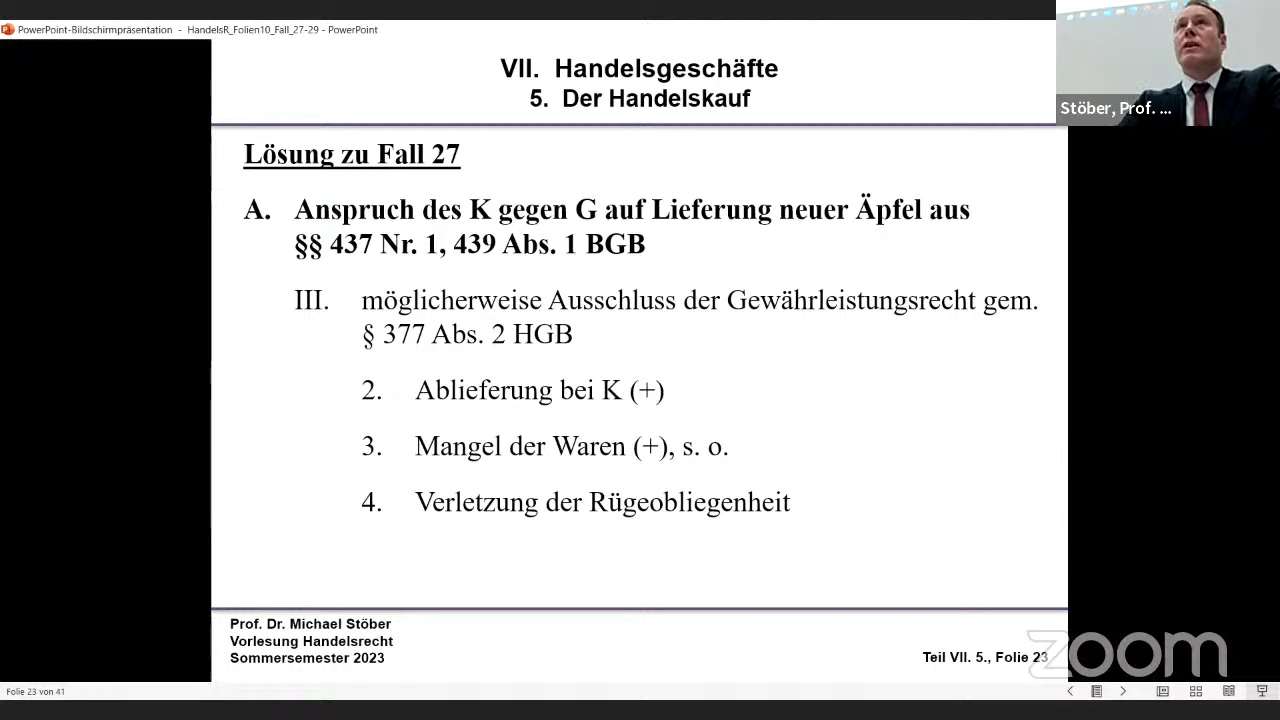 PowerPoint-Bildschirmpräsentation - HandelsR_Folien10_Fall_27-29 - PowerPoint
Stöber, Prof. ...
VII. Handelsgeschäfte
5. Der Handelskauf
Lösung zu Fall 27
A. Anspruch des K gegen G auf Lieferung neuer Äpfel aus
§§ 437 Nr. 1, 439 Abs. 1 BGB
III. möglicherweise Ausschluss der Gewährleistungsrecht gem.
§ 377 Abs. 2 HGB
2. Ablieferung bei K (+)
3. Mangel der Waren (+), s. o.
4. Verletzung der Rügeobliegenheit
Prof. Dr. Michael Stöber
Vorlesung Handelsrecht
Sommersemester 2023
Teil VII. 5., Folie 23
zoom
Folie 23 von 41